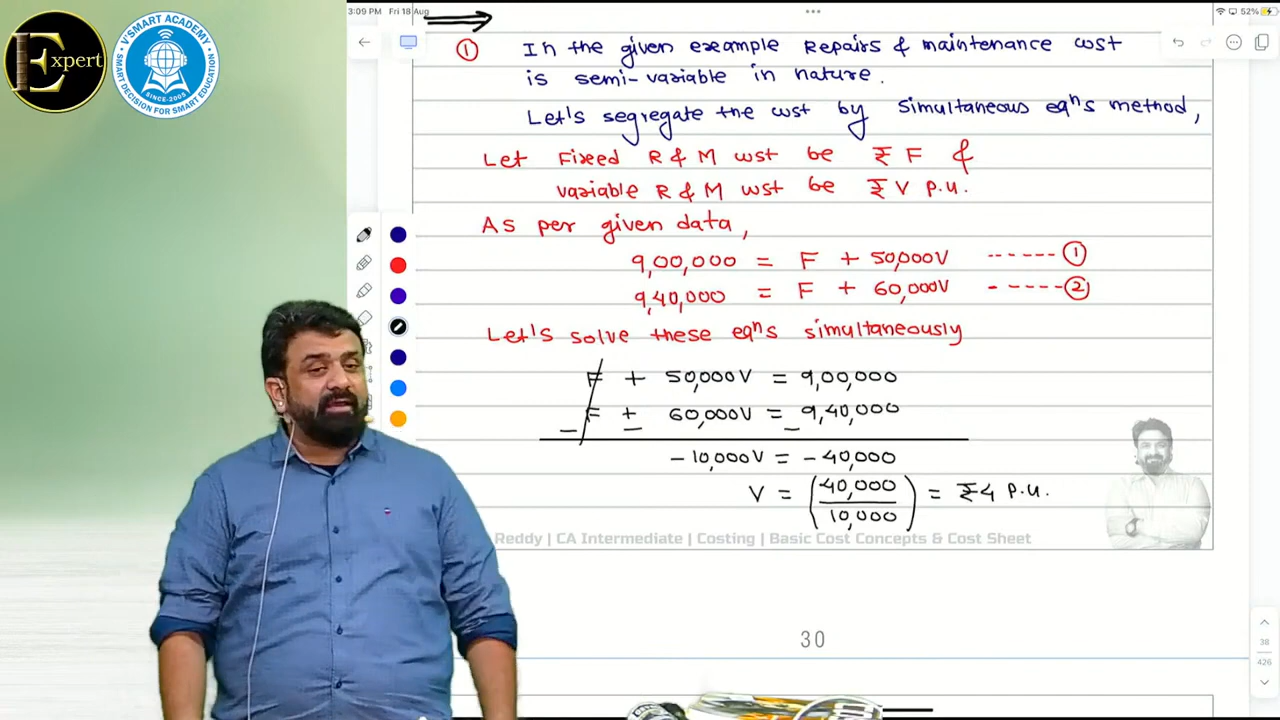 3:09 PM Fri 18 Aug
52%
Expert
V SMART ACADEMY
SINCE-2005
SMART DECISION FOR SMART EDUCATION
① In the given example Repairs & maintenance cost
is semi-variable in nature.
Let's segregate the cost by simultaneous eqⁿs method,
Let Fixed R & M cost be ₹ F &
variable R & M cost be ₹ V P.U.
As per given data,
9,00,000 = F + 50,000V ------ ①
9,40,000 = F + 60,000V ------ ②
Let's solve these eqⁿs simultaneously
F + 50,000V = 9,00,000
F ± 60,000V = 9,40,000
− −
-10,000V = -40,000
V = (40,000/10,000) = ₹4 P.U.
Reddy | CA Intermediate | Costing | Basic Cost Concepts & Cost Sheet
30
38
426